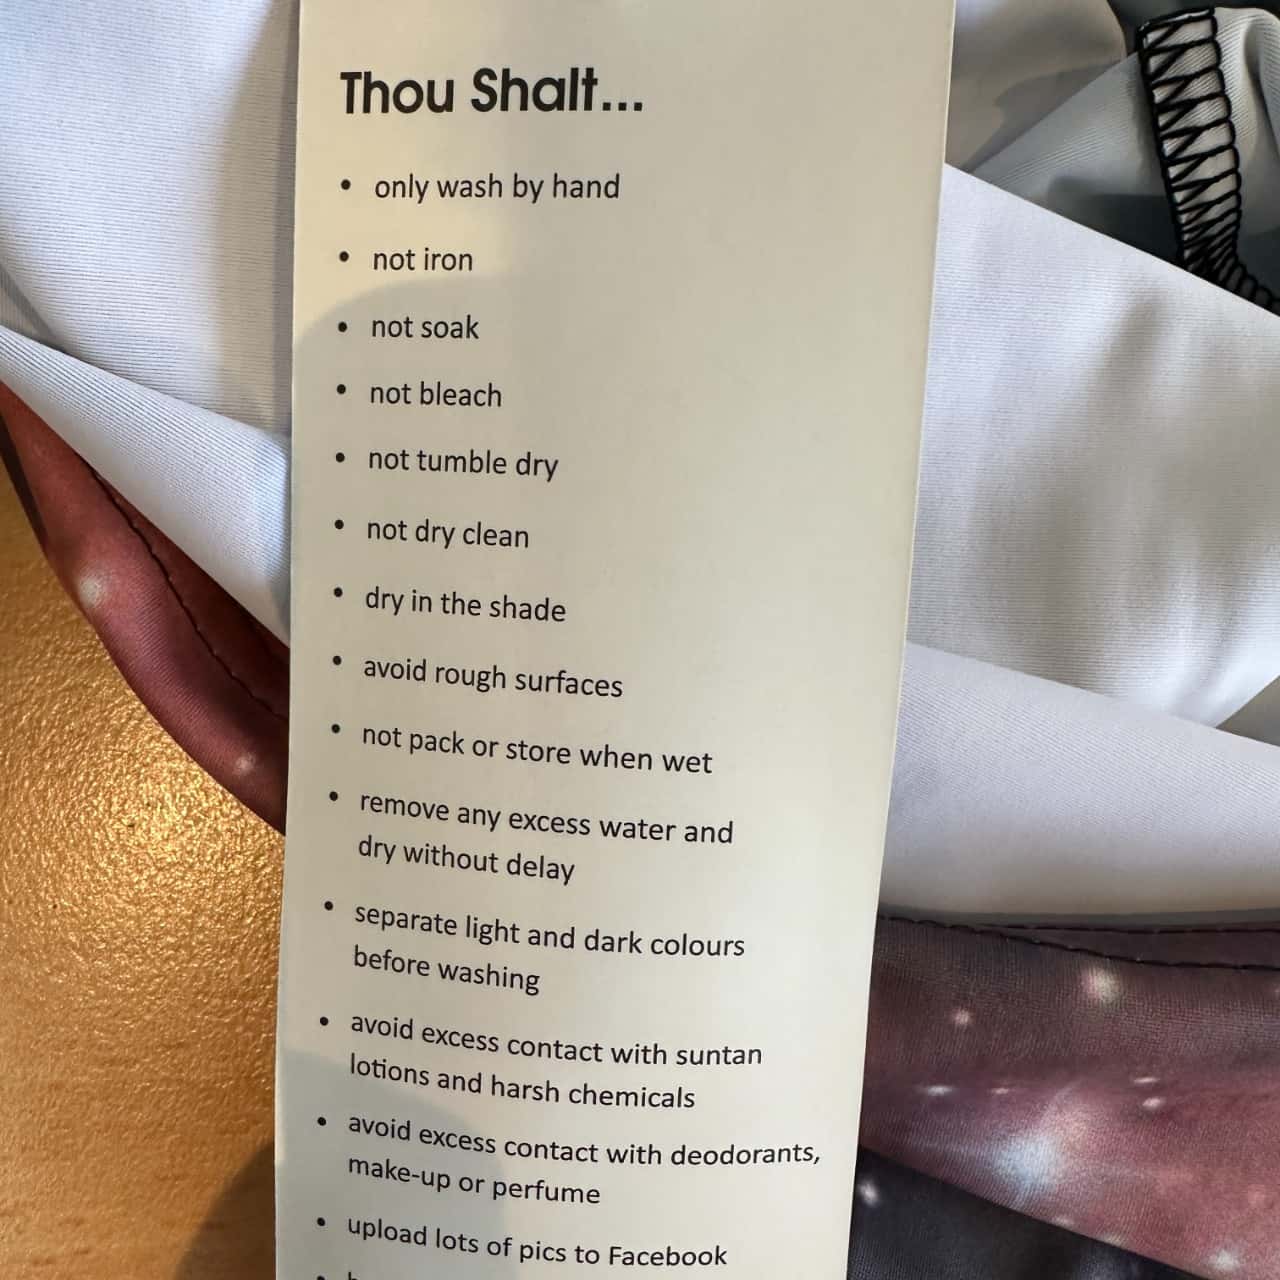 Thou Shalt...
• only wash by hand
• not iron
• not soak
• not bleach
• not tumble dry
• not dry clean
• dry in the shade
• avoid rough surfaces
• not pack or store when wet
• remove any excess water and
dry without delay
• separate light and dark colours
before washing
• avoid excess contact with suntan
lotions and harsh chemicals
• avoid excess contact with deodorants,
make-up or perfume
• upload lots of pics to Facebook